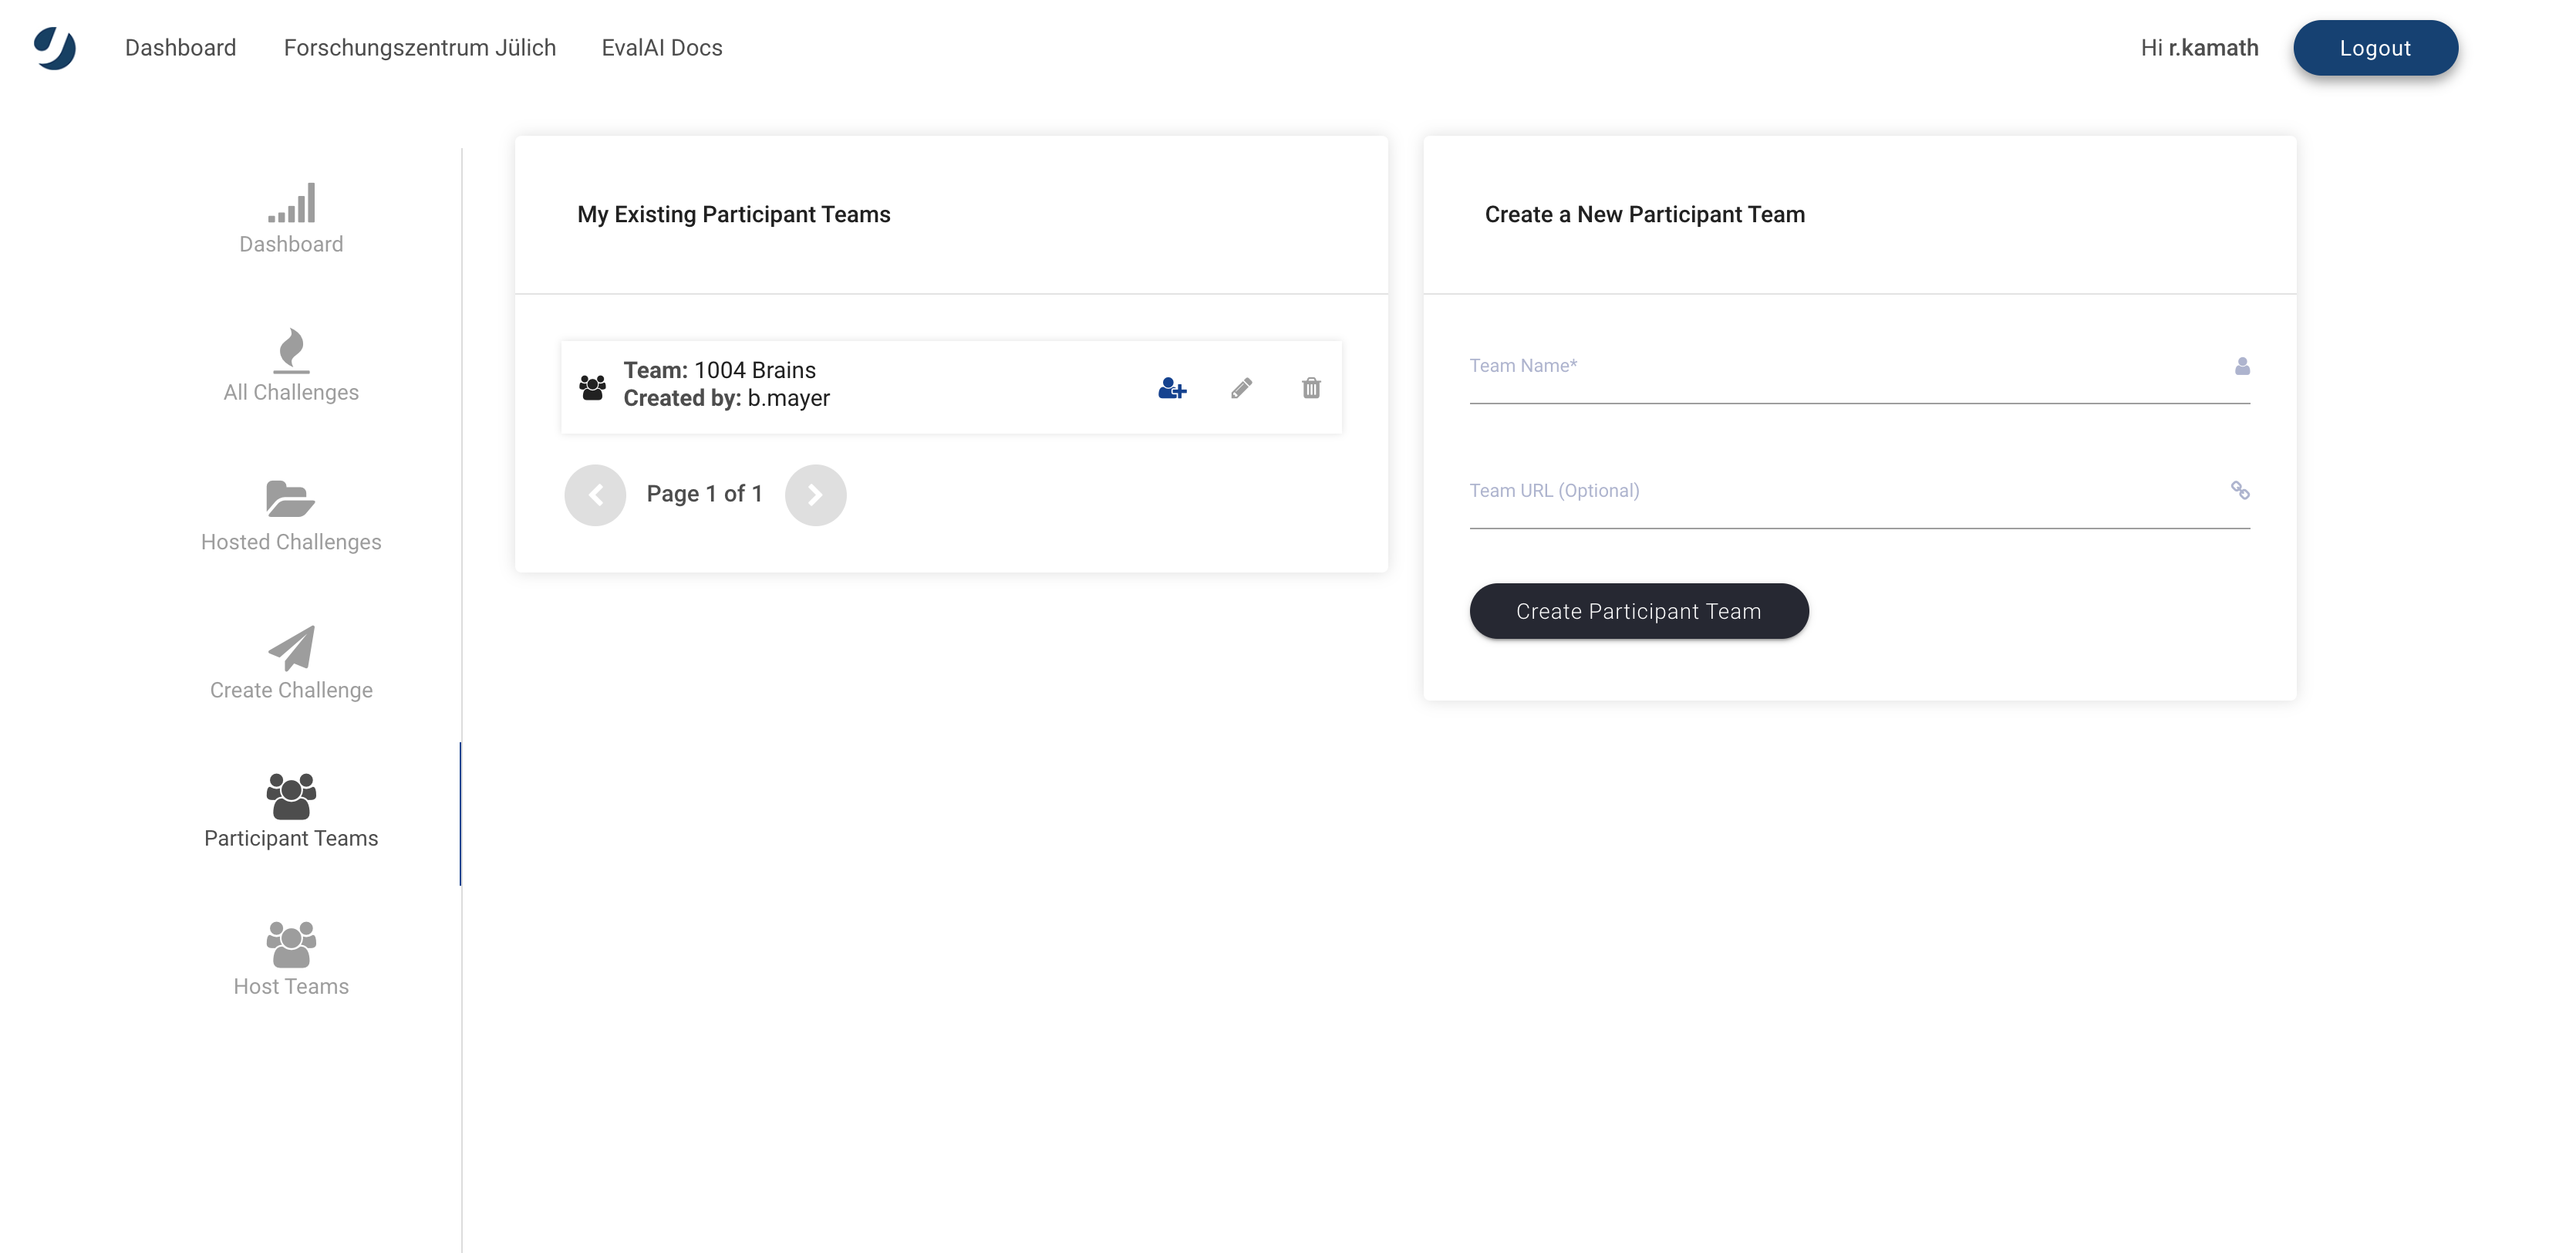 Dashboard
Forschungszentrum Jülich
EvalAI Docs
Hi r.kamath
Logout
Dashboard
All Challenges
Hosted Challenges
Create Challenge
Participant Teams
Host Teams
My Existing Participant Teams
Team: 1004 Brains
Created by: b.mayer
Page 1 of 1
Create a New Participant Team
Team Name*
Team URL (Optional)
Create Participant Team